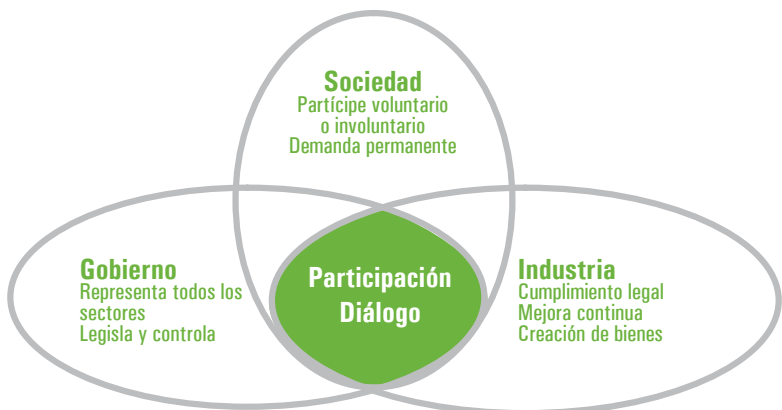 Sociedad
Partícipe voluntario
o involuntario
Demanda permanente
Gobierno
Representa todos los
sectores
Legisla y controla
Participación
Diálogo
Industria
Cumplimiento legal
Mejora continua
Creación de bienes